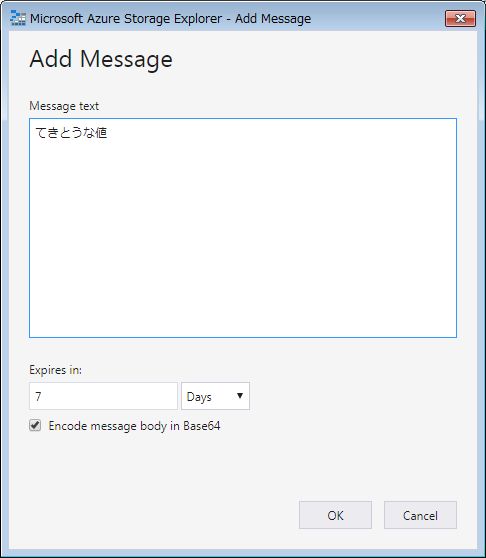 Microsoft Azure Storage Explorer - Add Message
Add Message
Message text
てきとうな値
Expires in:
7 Days
Encode message body in Base64
OK Cancel